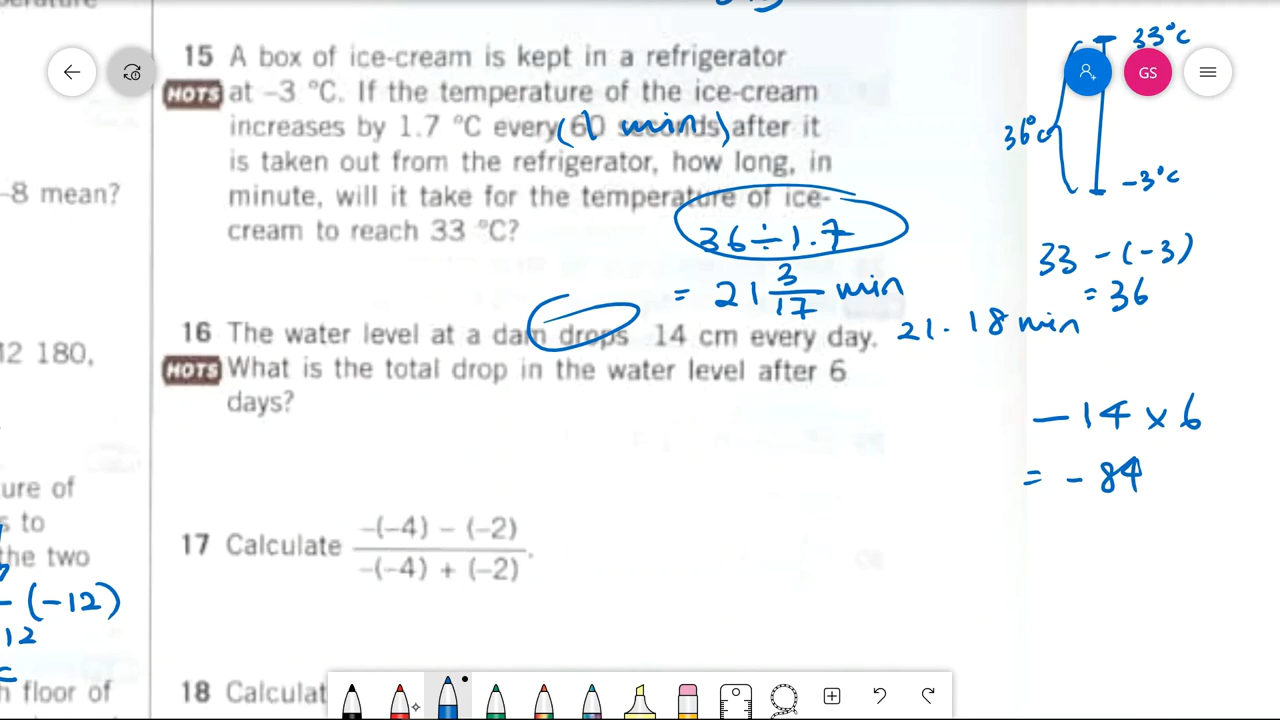 15 A box of ice-cream is kept in a refrigerator
HOTS at –3 °C. If the temperature of the ice-cream
increases by 1.7 °C every (60 seconds) after it
(1 min)
is taken out from the refrigerator, how long, in
minute, will it take for the temperature of ice-
cream to reach 33 °C?
36 ÷ 1.7
= 21 3/17 min
21.18 min
33°C
GS
36°C
-3°C
33 - (-3)
= 36
16 The water level at a dam drops 14 cm every day.
HOTS What is the total drop in the water level after 6
days?
-14 x 6
= -84
17 Calculate –(–4) – (–2)
–(–4) + (–2) .
18 Calculat
–8 mean?
180,
ure of
s to
the two
- (-12)
12
floor of